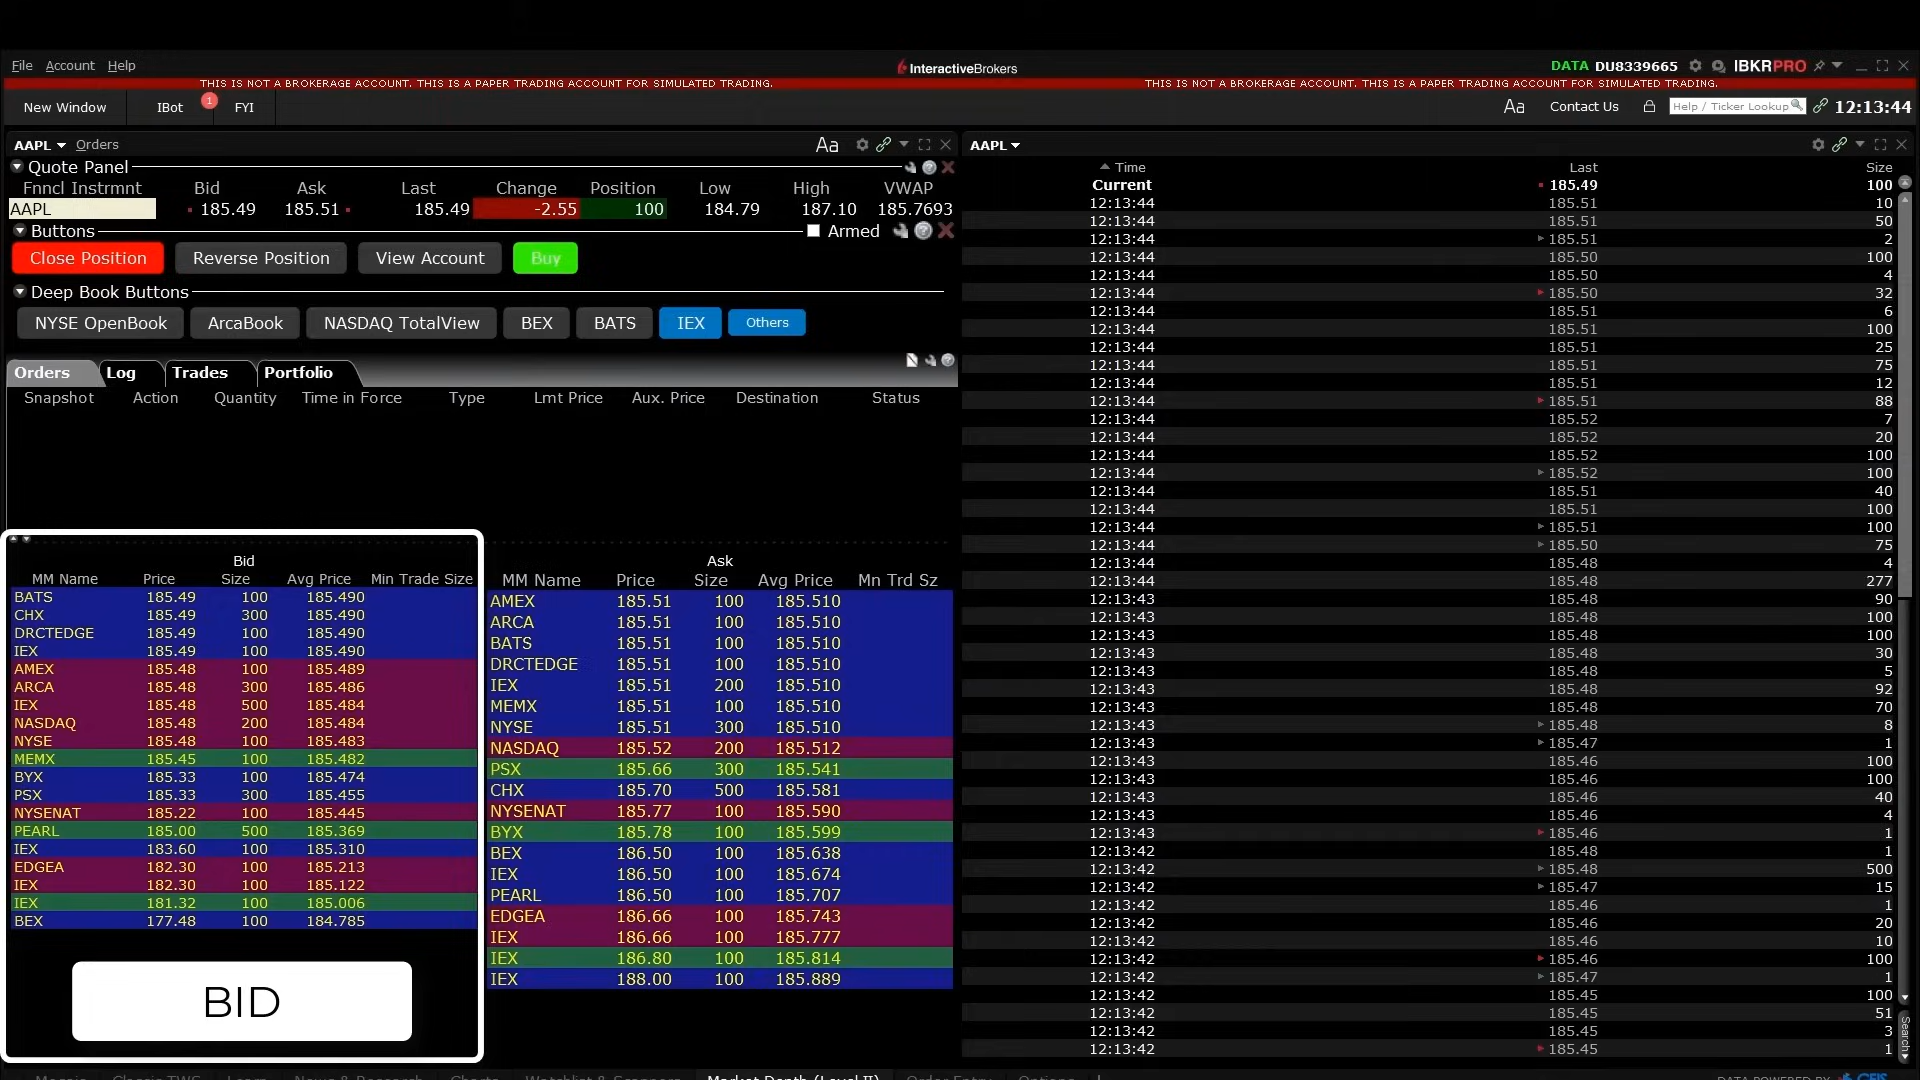 File Account Help
InteractiveBrokers
DATA DU8339665 IBKRPRO
THIS IS NOT A BROKERAGE ACCOUNT. THIS IS A PAPER TRADING ACCOUNT FOR SIMULATED TRADING.
THIS IS NOT A BROKERAGE ACCOUNT. THIS IS A PAPER TRADING ACCOUNT FOR SIMULATED TRADING.
New Window IBot 1 FYI
Aa Contact Us Help / Ticker Lookup 12:13:44
AAPL Orders Aa
Quote Panel
Fnncl Instrmnt Bid Ask Last Change Position Low High VWAP
AAPL 185.49 185.51 185.49 -2.55 100 184.79 187.10 185.7693
Buttons Armed
Close Position Reverse Position View Account Buy
Deep Book Buttons
NYSE OpenBook ArcaBook NASDAQ TotalView BEX BATS IEX Others
Orders Log Trades Portfolio
Snapshot Action Quantity Time in Force Type Lmt Price Aux. Price Destination Status
Bid
MM Name Price Size Avg Price Min Trade Size
BATS 185.49 100 185.490
CHX 185.49 300 185.490
DRCTEDGE 185.49 100 185.490
IEX 185.49 100 185.490
AMEX 185.48 100 185.489
ARCA 185.48 300 185.486
IEX 185.48 500 185.484
NASDAQ 185.48 200 185.484
NYSE 185.48 100 185.483
MEMX 185.45 100 185.482
BYX 185.33 100 185.474
PSX 185.33 300 185.455
NYSENAT 185.22 100 185.445
PEARL 185.00 500 185.369
IEX 183.60 100 185.310
EDGEA 182.30 100 185.213
IEX 182.30 100 185.122
IEX 181.32 100 185.006
BEX 177.48 100 184.785
BID
Ask
MM Name Price Size Avg Price Mn Trd Sz
AMEX 185.51 100 185.510
ARCA 185.51 100 185.510
BATS 185.51 100 185.510
DRCTEDGE 185.51 100 185.510
IEX 185.51 200 185.510
MEMX 185.51 100 185.510
NYSE 185.51 300 185.510
NASDAQ 185.52 200 185.512
PSX 185.66 300 185.541
CHX 185.70 500 185.581
NYSENAT 185.77 100 185.590
BYX 185.78 100 185.599
BEX 186.50 100 185.638
IEX 186.50 100 185.674
PEARL 186.50 100 185.707
EDGEA 186.66 100 185.743
IEX 186.66 100 185.777
IEX 186.80 100 185.814
IEX 188.00 100 185.889
AAPL
Time Last Size
Current 185.49 100
12:13:44 185.51 10
12:13:44 185.51 50
12:13:44 185.51 2
12:13:44 185.50 100
12:13:44 185.50 4
12:13:44 185.50 32
12:13:44 185.51 6
12:13:44 185.51 100
12:13:44 185.51 25
12:13:44 185.51 75
12:13:44 185.51 12
12:13:44 185.51 88
12:13:44 185.52 7
12:13:44 185.52 20
12:13:44 185.52 100
12:13:44 185.52 100
12:13:44 185.51 40
12:13:44 185.51 100
12:13:44 185.51 100
12:13:44 185.50 75
12:13:44 185.48 4
12:13:44 185.48 277
12:13:43 185.48 90
12:13:43 185.48 100
12:13:43 185.48 100
12:13:43 185.48 30
12:13:43 185.48 5
12:13:43 185.48 92
12:13:43 185.48 70
12:13:43 185.48 8
12:13:43 185.47 1
12:13:43 185.46 100
12:13:43 185.46 100
12:13:43 185.46 40
12:13:43 185.46 4
12:13:43 185.46 1
12:13:42 185.48 1
12:13:42 185.48 500
12:13:42 185.47 15
12:13:42 185.46 1
12:13:42 185.46 20
12:13:42 185.46 10
12:13:42 185.46 100
12:13:42 185.47 1
12:13:42 185.45 100
12:13:42 185.45 51
12:13:42 185.45 3
12:13:42 185.45 1
Search
Market Depth (Level II)